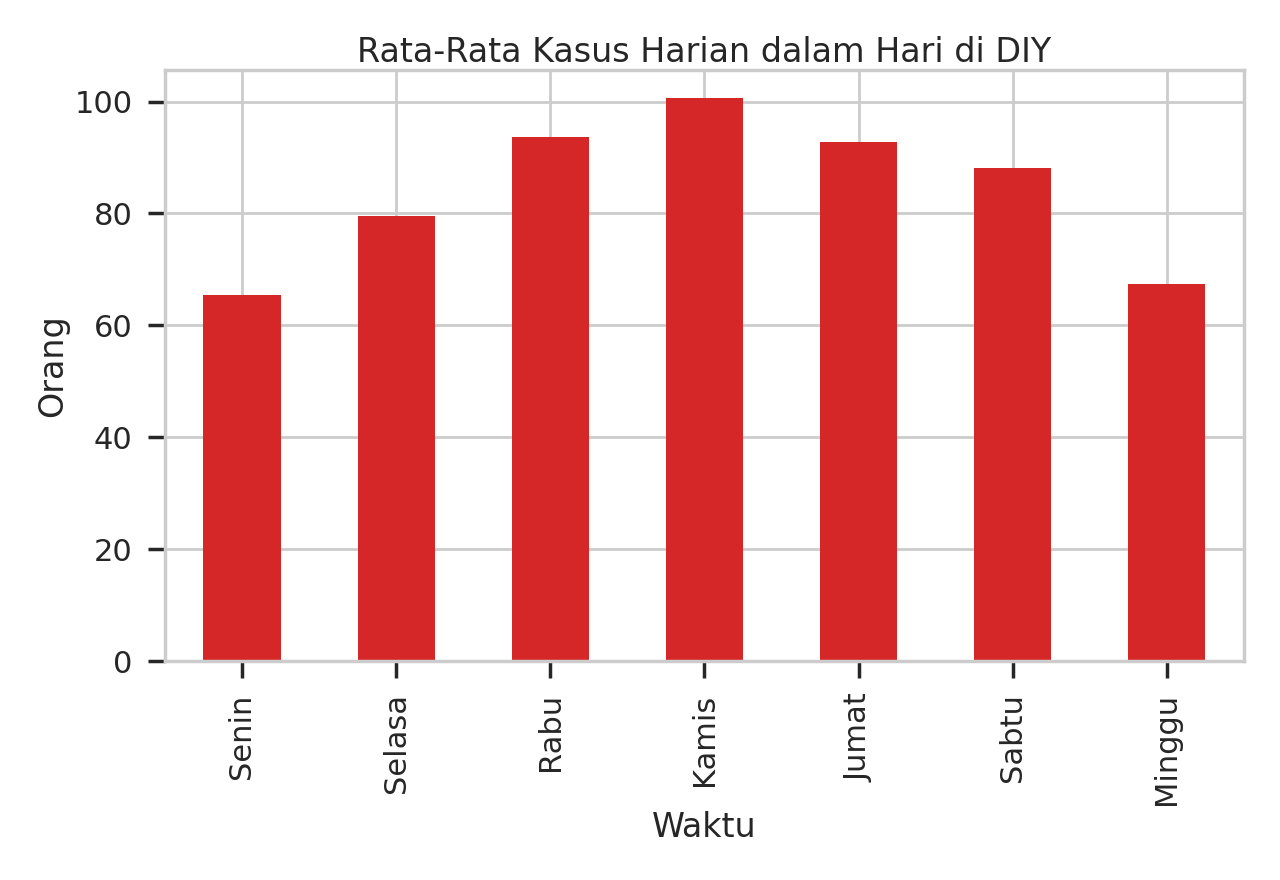 Rata-Rata Kasus Harian dalam Hari di DIY
Orang
100
80
60
40
20
0
Senin
Selasa
Rabu
Kamis
Jumat
Sabtu
Minggu
Waktu